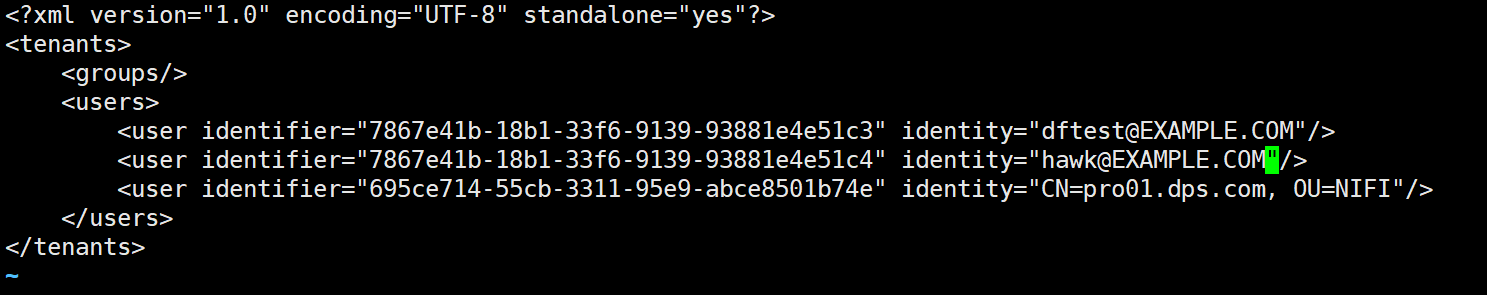 <?xml version="1.0" encoding="UTF-8" standalone="yes"?>
<tenants>
    <groups/>
    <users>
        <user identifier="7867e41b-18b1-33f6-9139-93881e4e51c3" identity="dftest@EXAMPLE.COM"/>
        <user identifier="7867e41b-18b1-33f6-9139-93881e4e51c4" identity="hawk@EXAMPLE.COM"/>
        <user identifier="695ce714-55cb-3311-95e9-abce8501b74e" identity="CN=pro01.dps.com, OU=NIFI"/>
    </users>
</tenants>
~